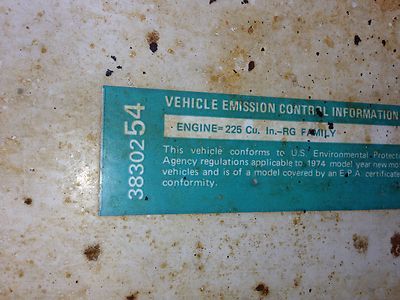 3830254
VEHICLE EMISSION CONTROL INFORMATION
ENGINE=225 Cu. In.-RG FAMILY
This vehicle conforms to U.S. Environmental
Agency regulations applicable to 1974 model year new
vehicles and is of a model covered by an E.P.A. certificate
conformity.